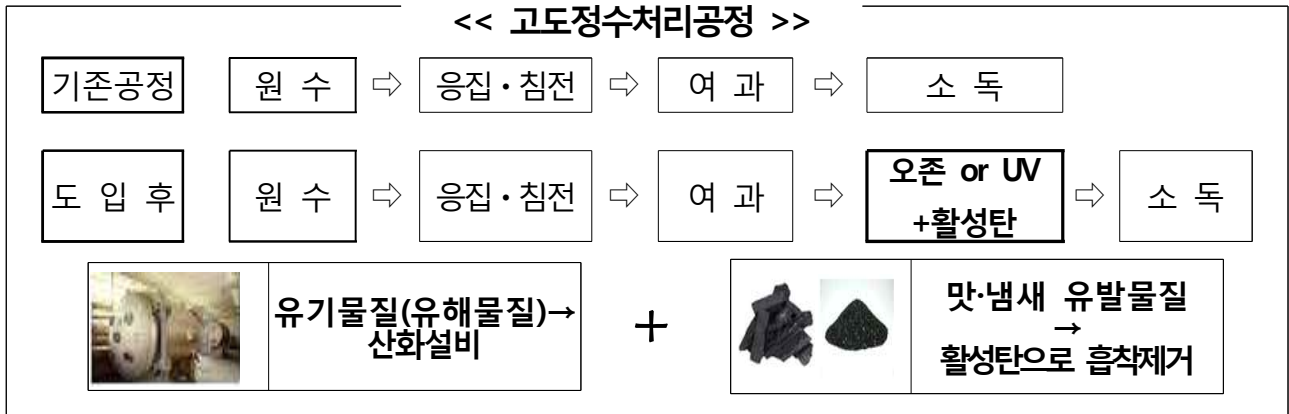 << 고도정수처리공정 >>
기존공정 원 수 ⇨ 응집・침전 ⇨ 여 과 ⇨ 소 독
도 입 후 원 수 ⇨ 응집・침전 ⇨ 여 과 ⇨ 오존 or UV
+활성탄 ⇨ 소 독
유기물질(유해물질)→
산화설비
+
맛·냄새 유발물질
→
활성탄으로 흡착제거